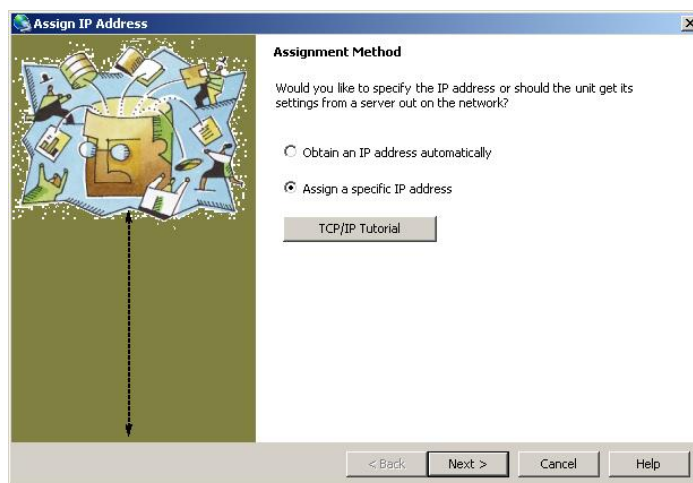 Assign IP Address
Assignment Method
Would you like to specify the IP address or should the unit get its
settings from a server out on the network?
Obtain an IP address automatically
Assign a specific IP address
TCP/IP Tutorial
< Back
Next >
Cancel
Help